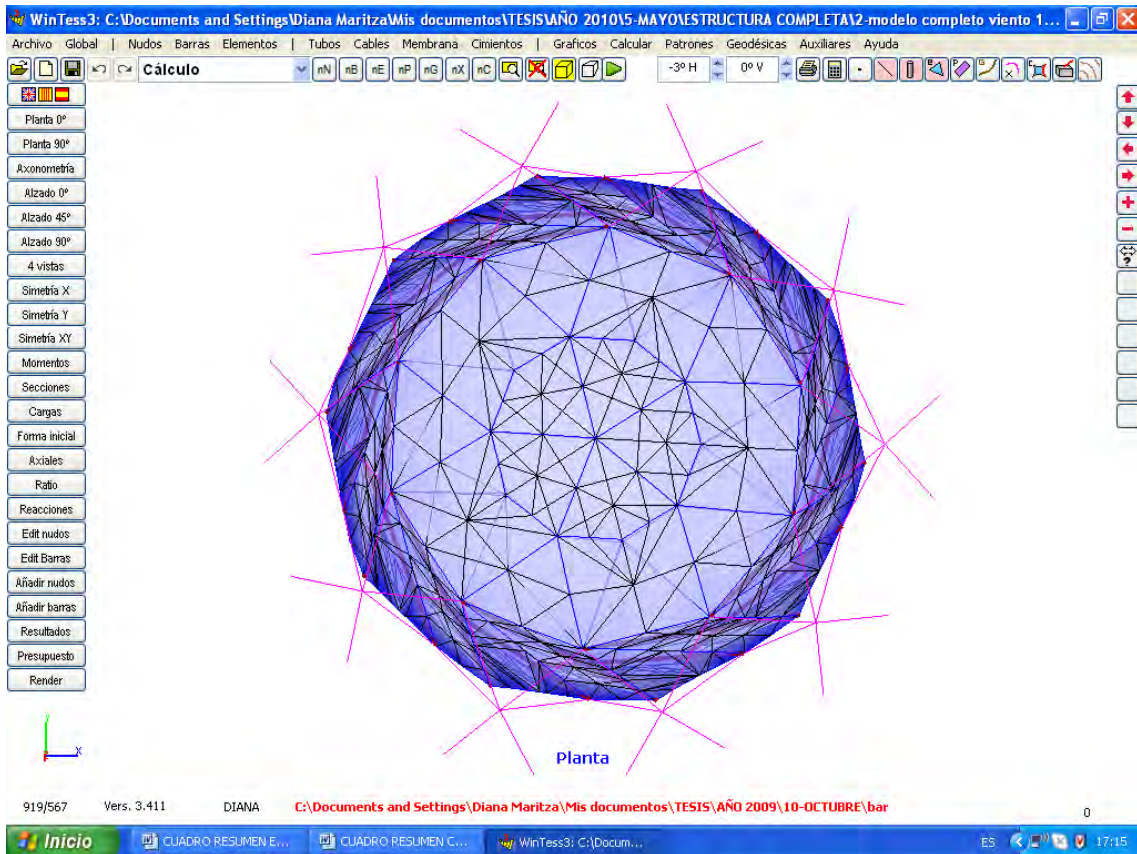 WinTess3: C:\Documents and Settings\Diana Maritza\Mis documentos\TESIS\AÑO 2010\5-MAYO\ESTRUCTURA COMPLETA\2-modelo completo viento 1...
Archivo Global | Nudos Barras Elementos | Tubos Cables Membrana Cimientos | Graficos Calcular Patrones Geodésicas Auxiliares Ayuda
Cálculo nN nB nE nP nG nX nC -3º H 0º V
Planta 0º
Planta 90º
Axonometría
Alzado 0º
Alzado 45º
Alzado 90º
4 vistas
Simetría X
Simetría Y
Simetría XY
Momentos
Secciones
Cargas
Forma inicial
Axiales
Ratio
Reacciones
Edit nudos
Edit Barras
Añadir nudos
Añadir barras
Resultados
Presupuesto
Render
?
X
Planta
919/567 Vers. 3.411 DIANA C:\Documents and Settings\Diana Maritza\Mis documentos\TESIS\AÑO 2009\10-OCTUBRE\bar 0
Inicio CUADRO RESUMEN E... CUADRO RESUMEN C... WinTess3: C:\Docum... ES 17:15